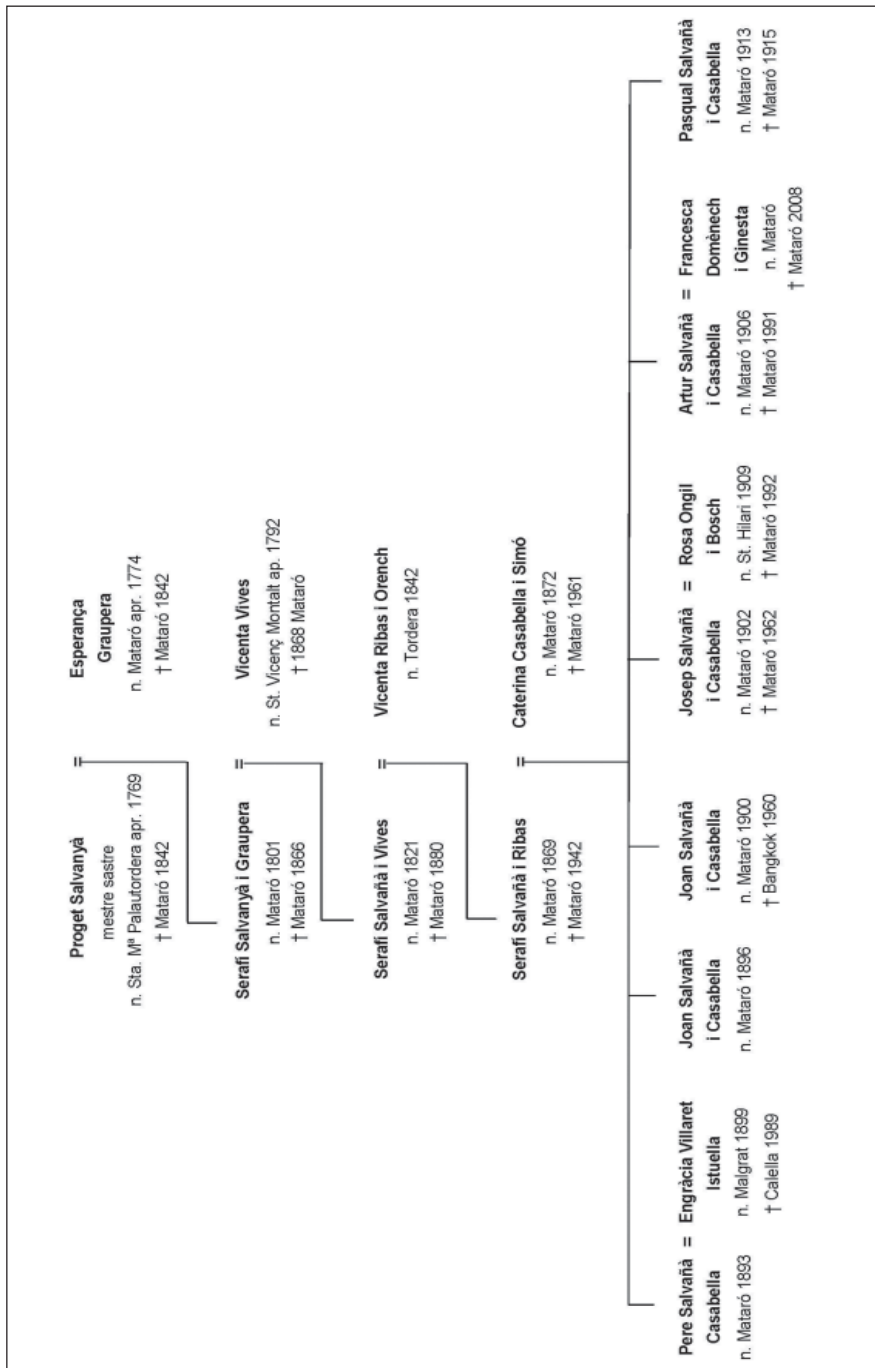 Proget Salvanyà
mestre sastre
n. Sta. Mª Palautordera apr. 1769
† Mataró 1842
=
Esperança
Graupera
n. Mataró apr. 1774
† Mataró 1842
Serafí Salvanyà i Graupera
n. Mataró 1801
† Mataró 1866
=
Vicenta Vives
n. St. Vicenç Montalt ap. 1792
† 1868 Mataró
Serafí Salvañà i Vives
n. Mataró 1821
† Mataró 1880
=
Vicenta Ribas i Orench
n. Tordera 1842
Serafí Salvañà i Ribas
n. Mataró 1869
† Mataró 1942
=
Caterina Casabella i Simó
n. Mataró 1872
† Mataró 1961
Pere Salvañà
Casabella
n. Mataró 1893
=
Engràcia Villaret
Istuella
n. Malgrat 1899
† Calella 1989
Joan Salvañà
i Casabella
n. Mataró 1896
Joan Salvañà
i Casabella
n. Mataró 1900
† Bangkok 1960
Josep Salvañà
i Casabella
n. Mataró 1902
† Mataró 1962
=
Rosa Ongil
i Bosch
n. St. Hilari 1909
† Mataró 1992
Artur Salvañà
i Casabella
n. Mataró 1906
† Mataró 1991
=
Francesca
Domènech
i Ginesta
n. Mataró
† Mataró 2008
Pasqual Salvañà
i Casabella
n. Mataró 1913
† Mataró 1915